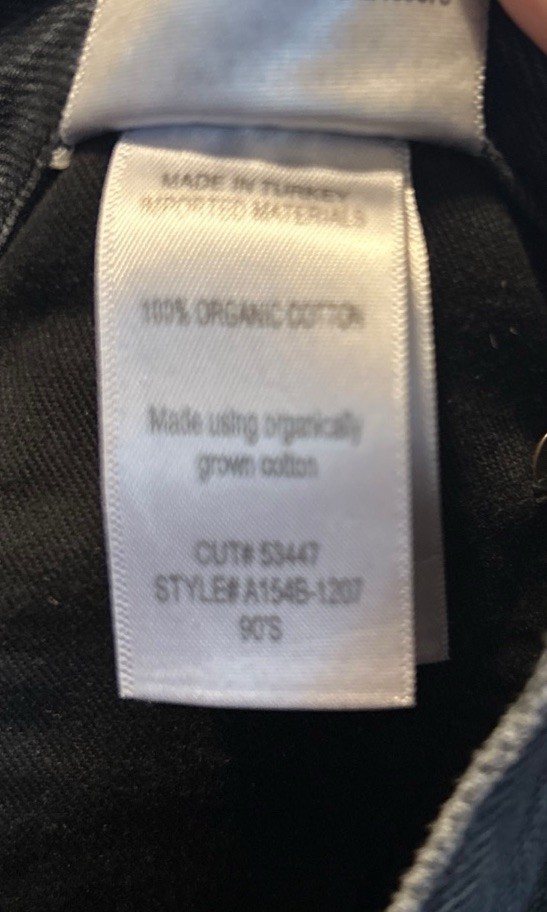 MADE IN TURKEY
IMPORTED MATERIALS
100% ORGANIC COTTON
Made using organically
grown cotton
CUT# 53447
STYLE# A154B-1207
90'S